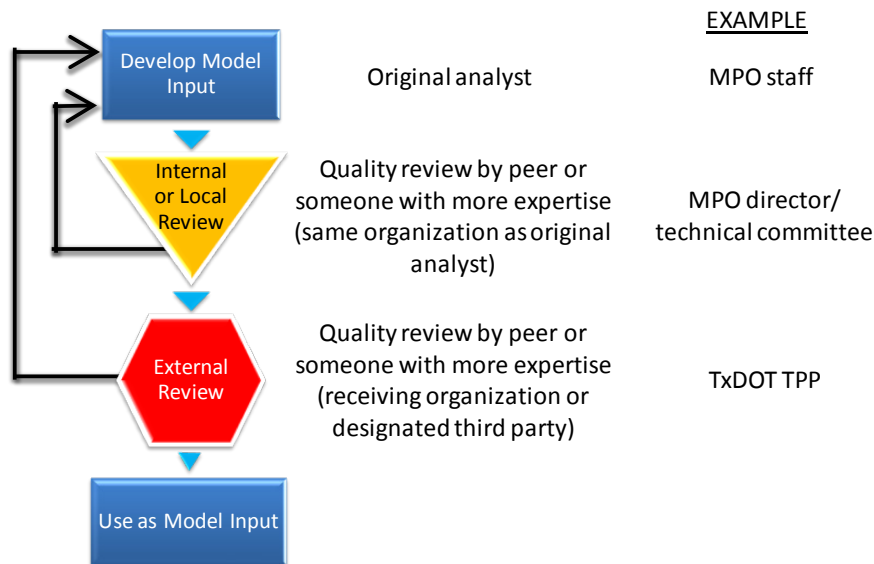 EXAMPLE
Develop Model
Input
Original analyst
MPO staff
Internal
or Local
Review
Quality review by peer or
someone with more expertise
(same organization as original
analyst)
MPO director/
technical committee
External
Review
Quality review by peer or
someone with more expertise
(receiving organization or
designated third party)
TxDOT TPP
Use as Model Input